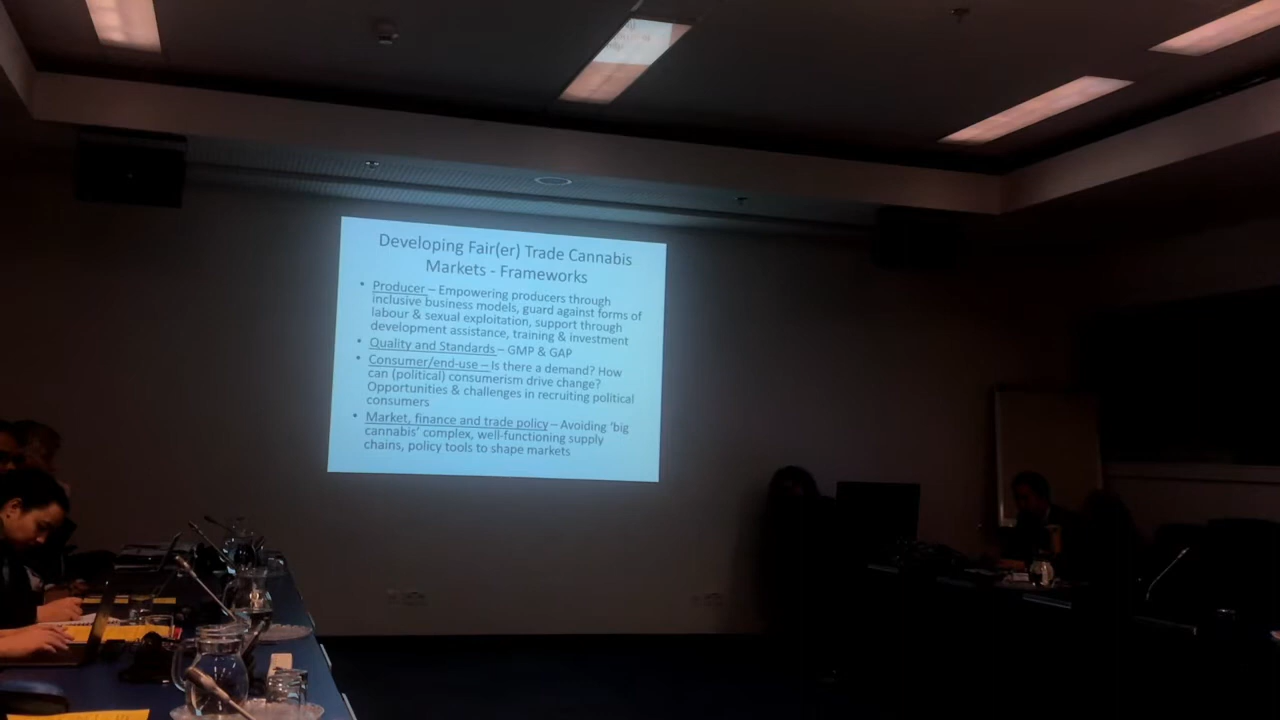 Developing Fair(er) Trade Cannabis
Markets - Frameworks
• Producer – Empowering producers through
inclusive business models, guard against forms of
labour & sexual exploitation, support through
development assistance, training & investment
• Quality and Standards – GMP & GAP
• Consumer/end-use – Is there a demand? How
can (political) consumerism drive change?
Opportunities & challenges in recruiting political
consumers
• Market, finance and trade policy – Avoiding ‘big
cannabis’ complex, well-functioning supply
chains, policy tools to shape markets